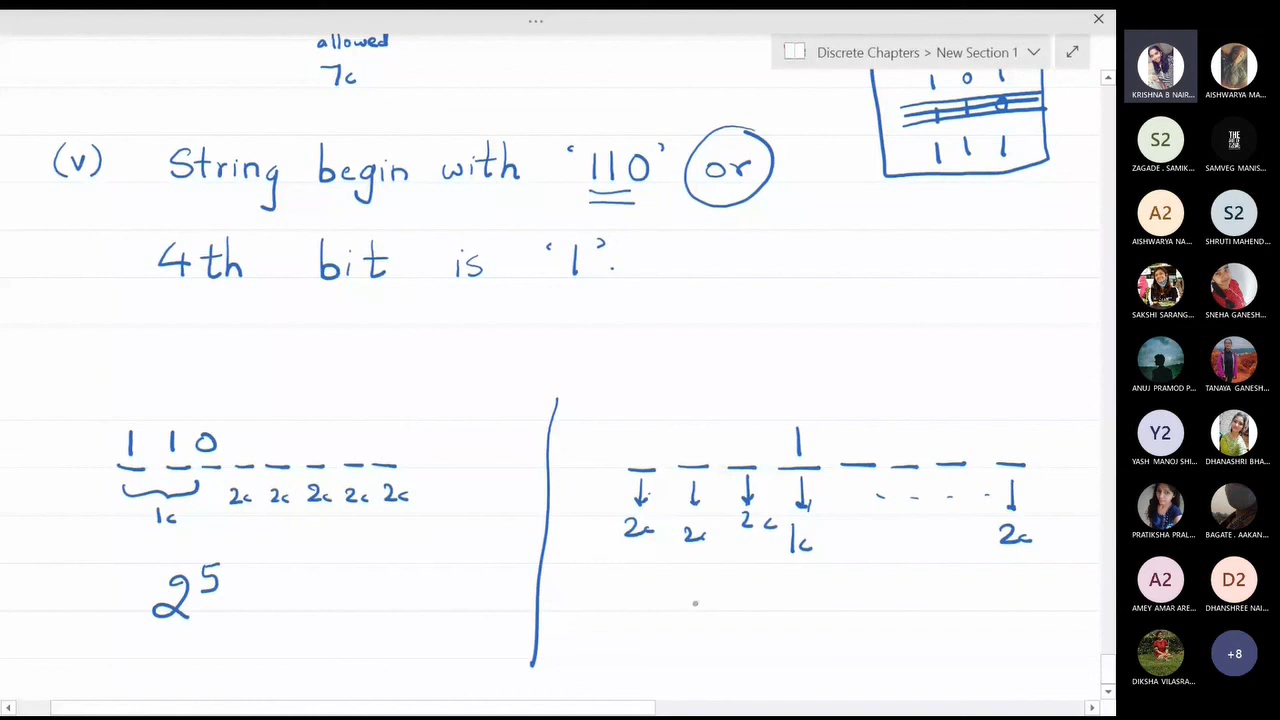 allowed
7c
Discrete Chapters > New Section 1
1 0 1
1 1 0
1 1 1
(v) String begin with '110' or
4th bit is '1'.
1 1 0
2c 2c 2c 2c 2c
1c
2⁵
1
2c 2c 2c 1c . . . . 2c
KRISHNA B NAIR...
AISHWARYA MA...
S2
ZAGADE . SAMIK...
SAMVEG MANIS...
A2
AISHWARYA NA...
S2
SHRUTI MAHEND...
SAKSHI SARANG...
SNEHA GANESH...
ANUJ PRAMOD P...
TANAYA GANESH...
Y2
YASH MANOJ SHI...
DHANASHRI BHA...
PRATIKSHA PRAL...
BAGATE . AAKAN...
A2
AMEY AMAR ARE...
D2
DHANSHREE NAI...
DIKSHA VILASRA...
+8